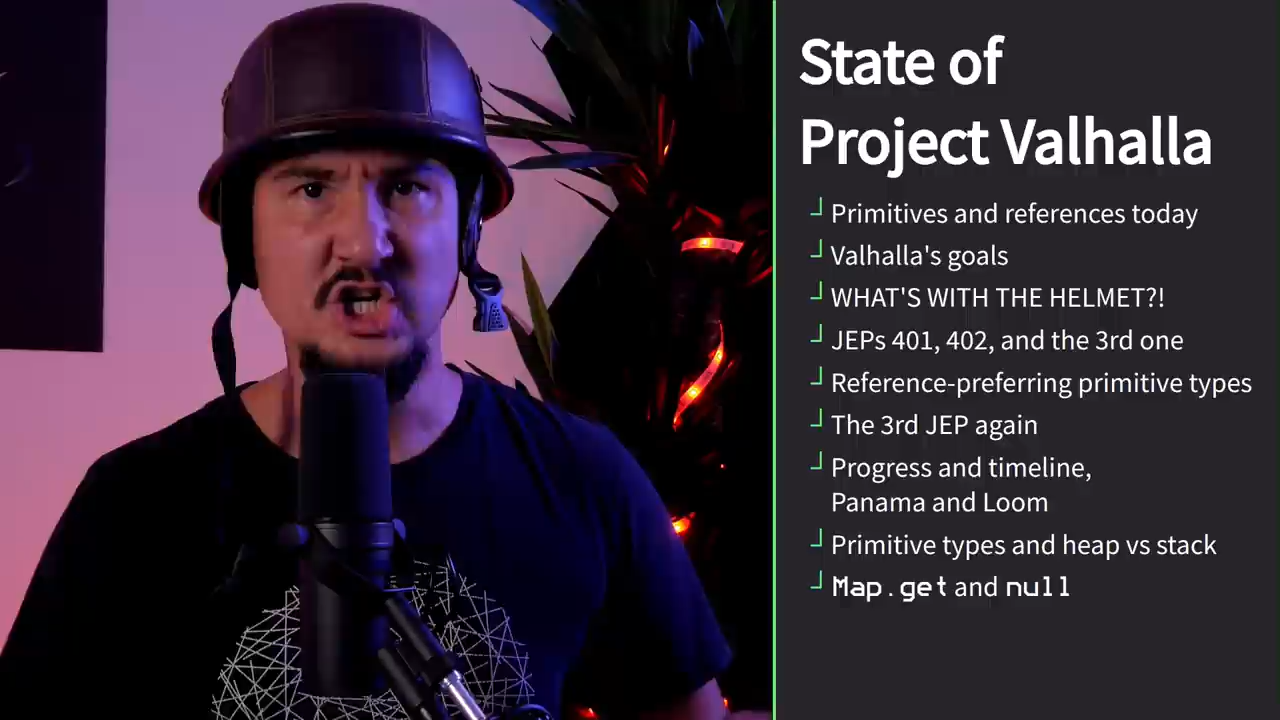 State of
Project Valhalla
Primitives and references today
Valhalla's goals
WHAT'S WITH THE HELMET?!
JEPs 401, 402, and the 3rd one
Reference-preferring primitive types
The 3rd JEP again
Progress and timeline,
Panama and Loom
Primitive types and heap vs stack
Map.get and null